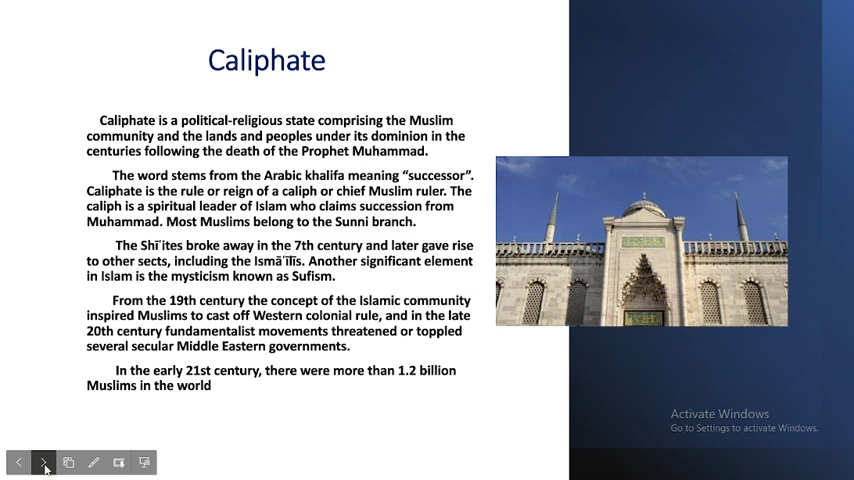 Caliphate
Caliphate is a political-religious state comprising the Muslim
community and the lands and peoples under its dominion in the
centuries following the death of the Prophet Muhammad.
The word stems from the Arabic khalifa meaning “successor”.
Caliphate is the rule or reign of a caliph or chief Muslim ruler. The
caliph is a spiritual leader of Islam who claims succession from
Muhammad. Most Muslims belong to the Sunni branch.
The Shīʿites broke away in the 7th century and later gave rise
to other sects, including the Ismāʿīlīs. Another significant element
in Islam is the mysticism known as Sufism.
From the 19th century the concept of the Islamic community
inspired Muslims to cast off Western colonial rule, and in the late
20th century fundamentalist movements threatened or toppled
several secular Middle Eastern governments.
In the early 21st century, there were more than 1.2 billion
Muslims in the world
Activate Windows
Go to Settings to activate Windows.